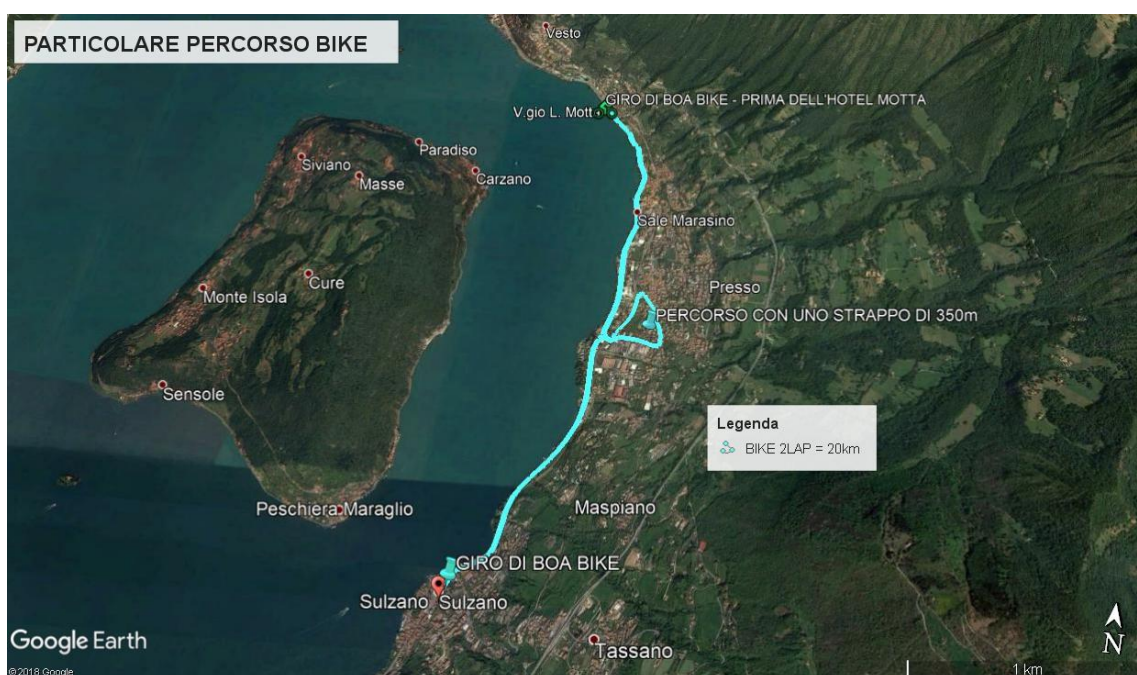 PARTICOLARE PERCORSO BIKE
Vesto
GIRO DI BOA BIKE - PRIMA DELL'HOTEL MOTTA
V.gio L. Mott
Paradiso
Siviano
Masse
Carzano
Sale Marasino
Cure
Presso
Monte Isola
PERCORSO CON UNO STRAPPO DI 350m
Sensole
Legenda
BIKE 2LAP = 20km
Peschiera Maraglio
Maspiano
GIRO DI BOA BIKE
Sulzano Sulzano
Tassano
N
Google Earth
© 2018 Google
1 km